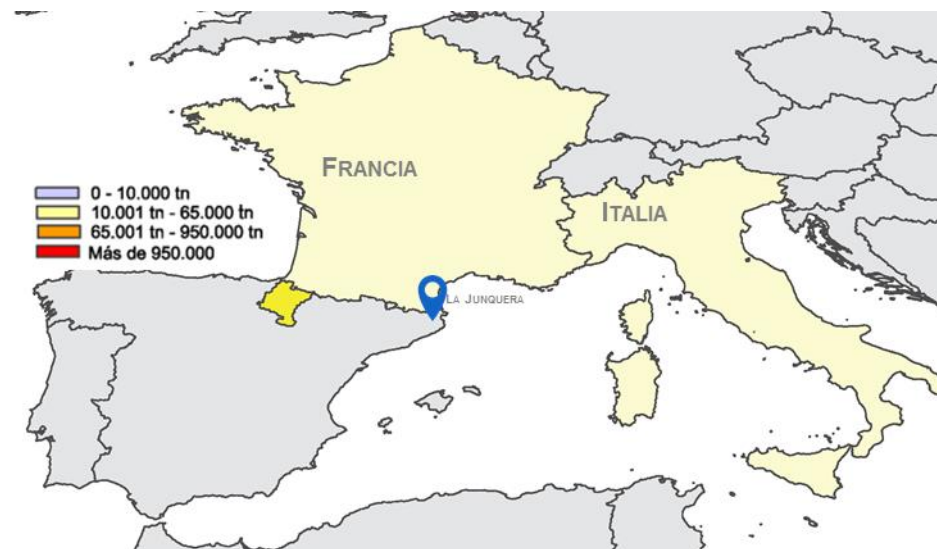 FRANCIA
ITALIA
0 - 10.000 tn
10.001 tn - 65.000 tn
65.001 tn - 950.000 tn
Más de 950.000
LA JUNQUERA